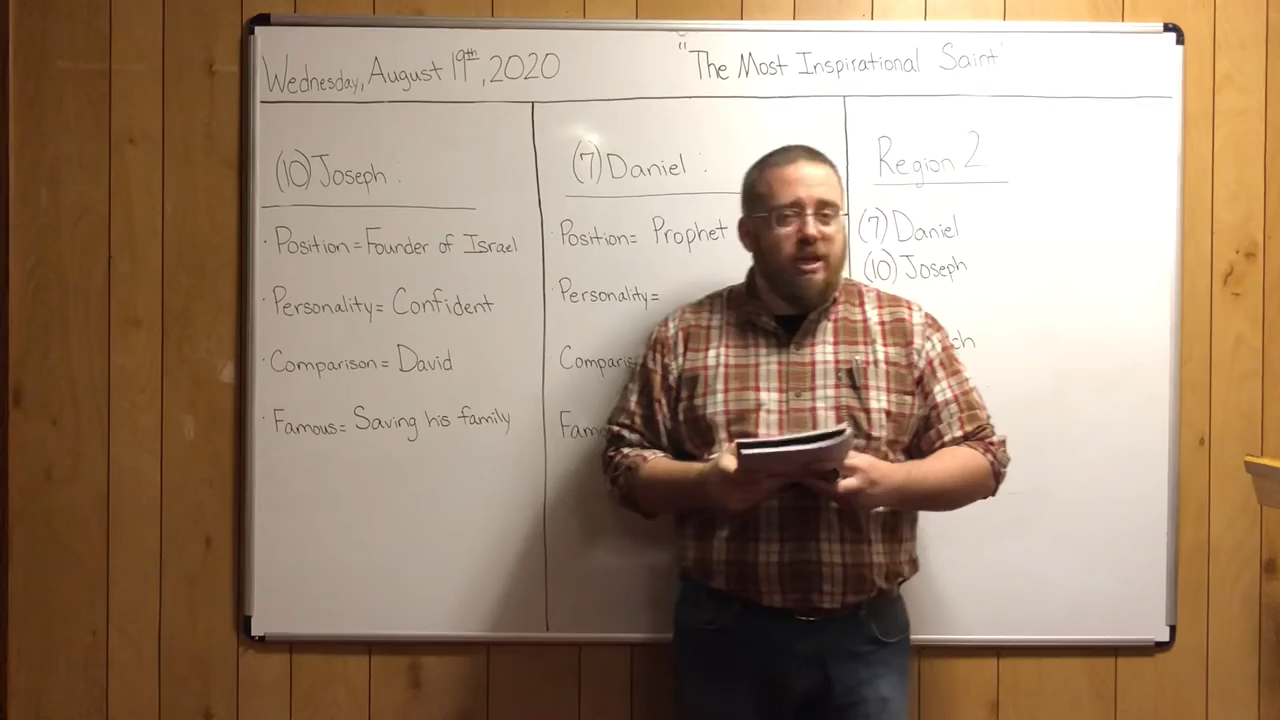 Wednesday, August 19th, 2020
"The Most Inspirational Saint"
(10) Joseph :
· Position = Founder of Israel
· Personality = Confident
· Comparison = David
· Famous = Saving his family
(7) Daniel :
· Position = Prophet
· Personality =
Region 2
(7) Daniel
(10) Joseph